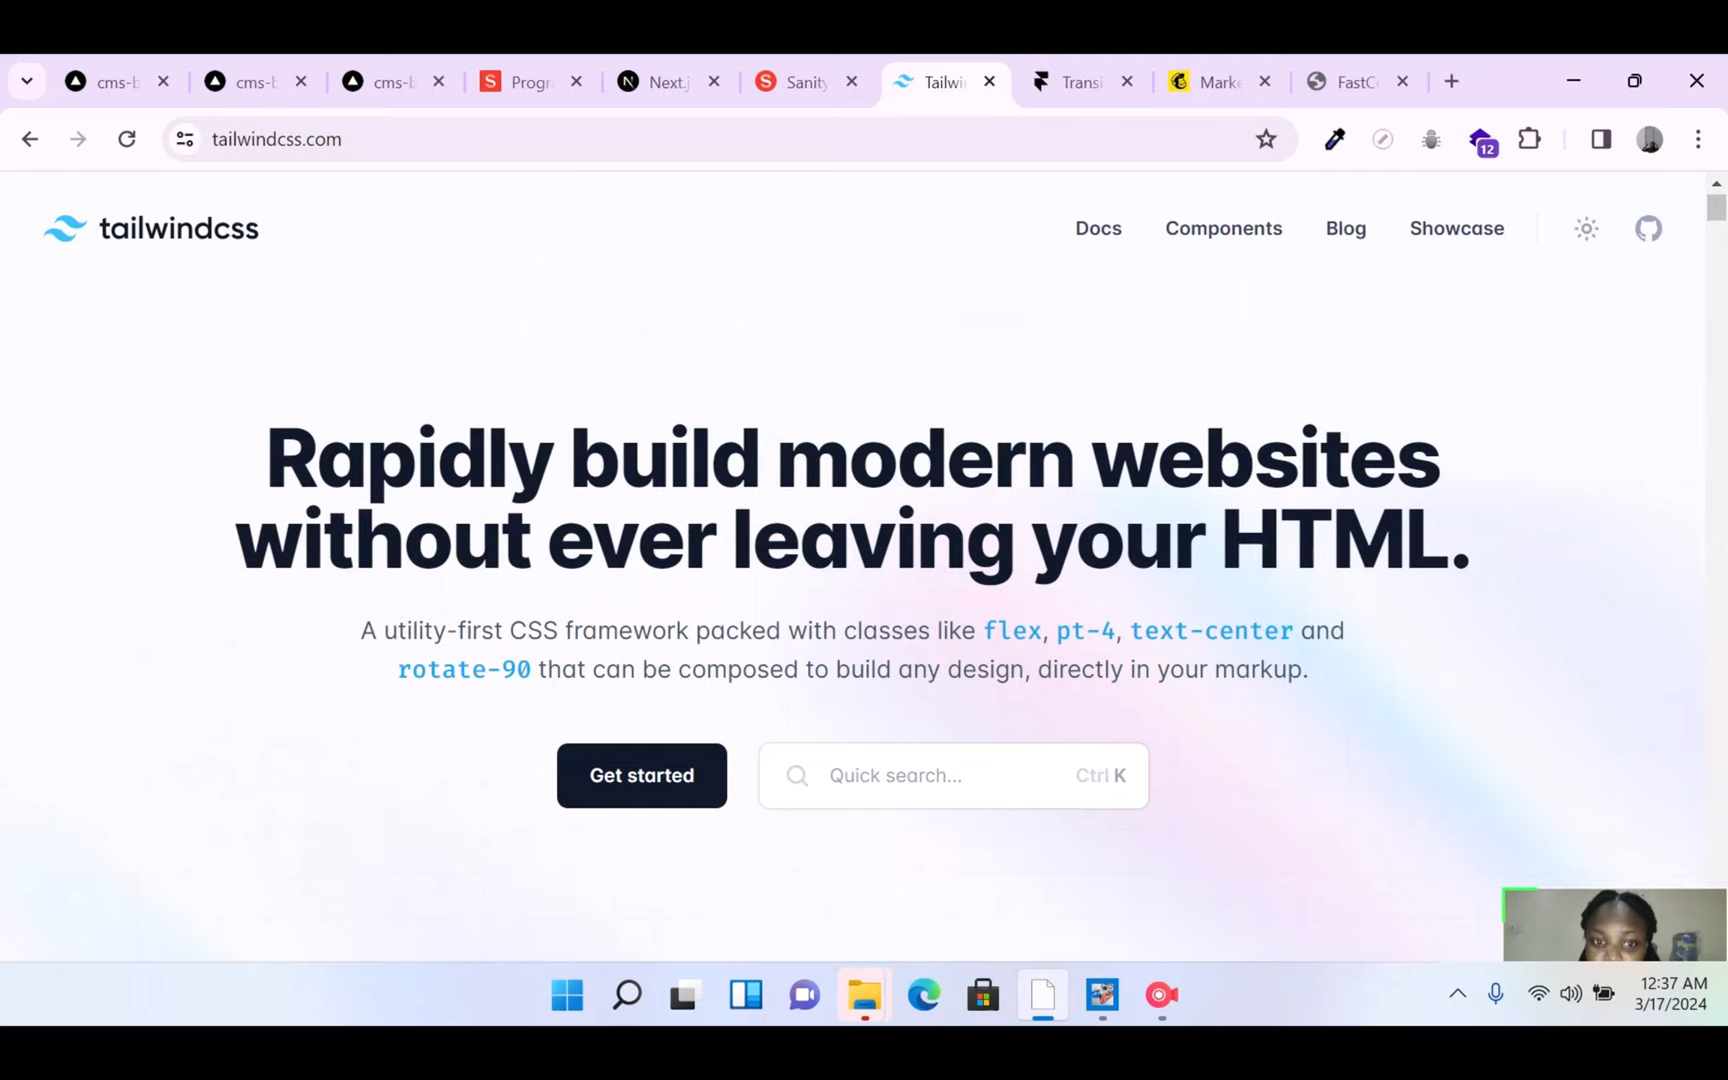 cms-b
cms-b
cms-b
Progr
Next.j
Sanity
Tailwi
Transi
Marke
FastCo
tailwindcss.com
12
tailwindcss
Docs
Components
Blog
Showcase
Rapidly build modern websites
without ever leaving your HTML.
A utility-first CSS framework packed with classes like flex, pt-4, text-center and
rotate-90 that can be composed to build any design, directly in your markup.
Get started
Quick search...
Ctrl K
12:37 AM
3/17/2024